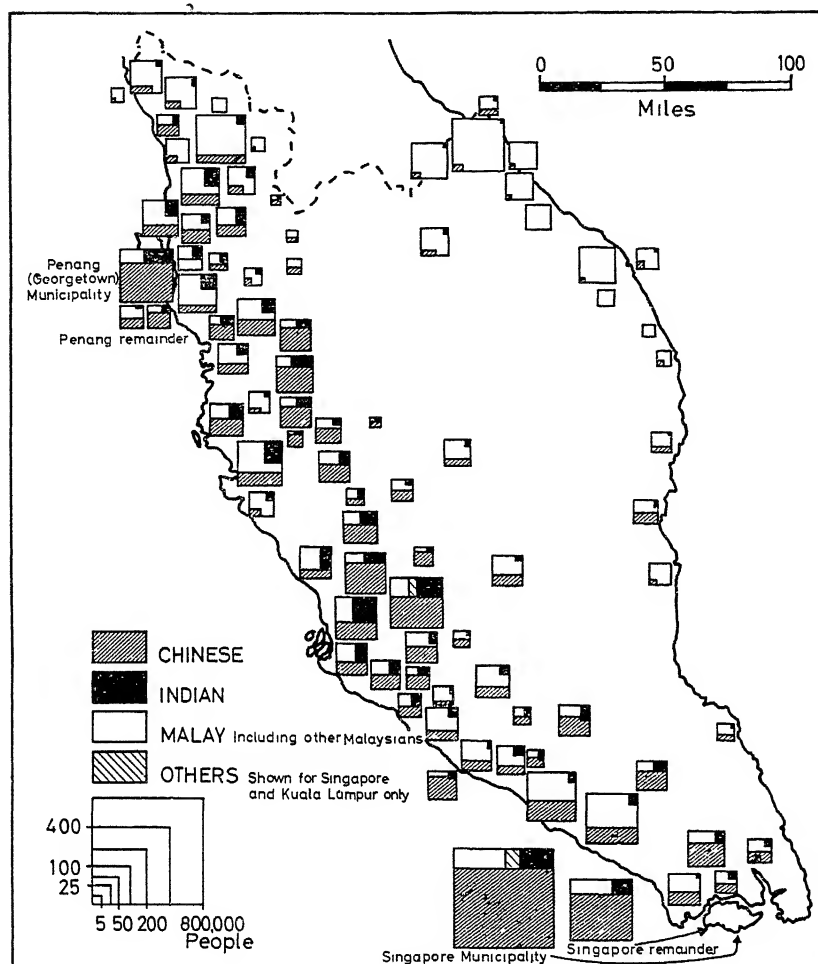 0 50 100
Miles
Penang
(Georgetown)
Municipality
Penang remainder
CHINESE
INDIAN
MALAY Including other Malaysians
OTHERS Shown for Singapore
and Kuala Lampur only
400
100
25
5 50 200 800,000
People
Singapore Municipality
Singapore remainder